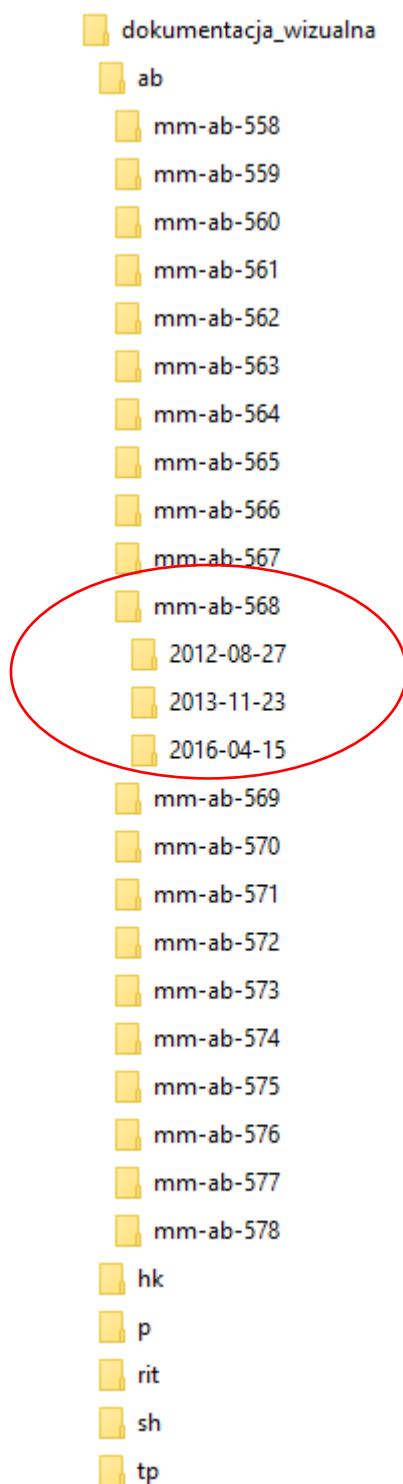 dokumentacja_wizualna
ab
mm-ab-558
mm-ab-559
mm-ab-560
mm-ab-561
mm-ab-562
mm-ab-563
mm-ab-564
mm-ab-565
mm-ab-566
mm-ab-567
mm-ab-568
2012-08-27
2013-11-23
2016-04-15
mm-ab-569
mm-ab-570
mm-ab-571
mm-ab-572
mm-ab-573
mm-ab-574
mm-ab-575
mm-ab-576
mm-ab-577
mm-ab-578
hk
p
rit
sh
tp